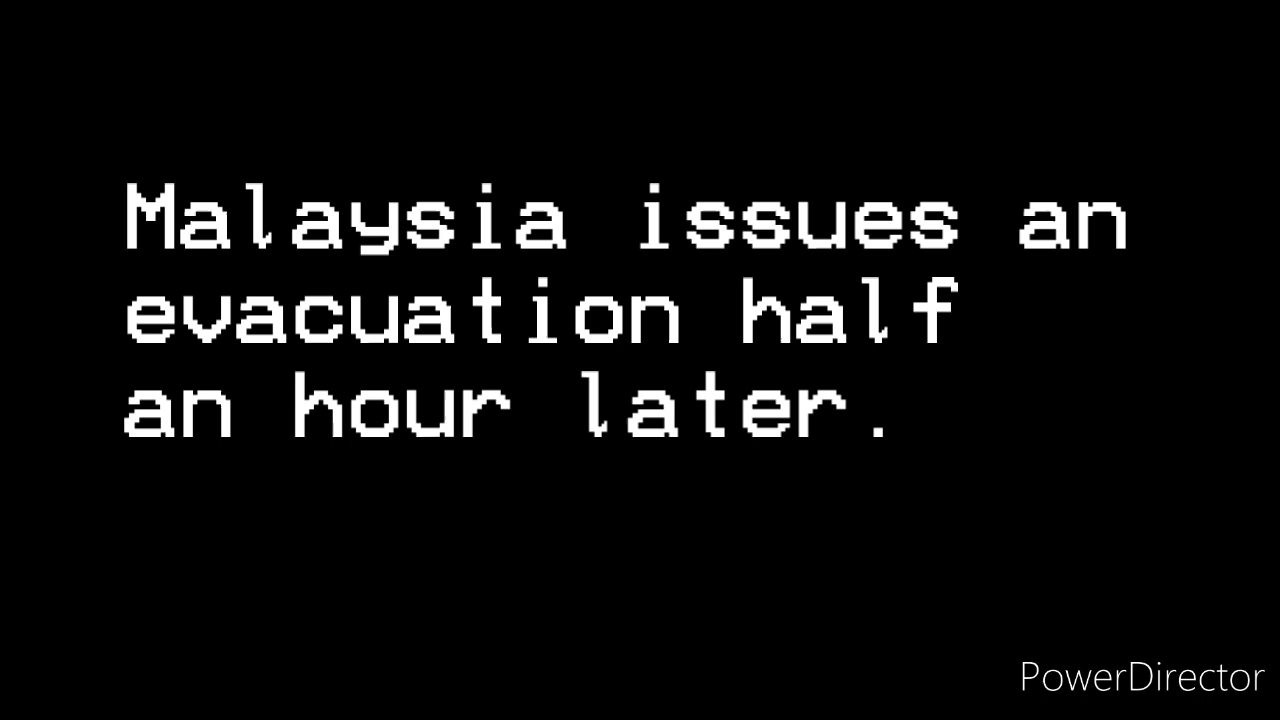 Malaysia issues an
evacuation half
an hour later.
PowerDirector